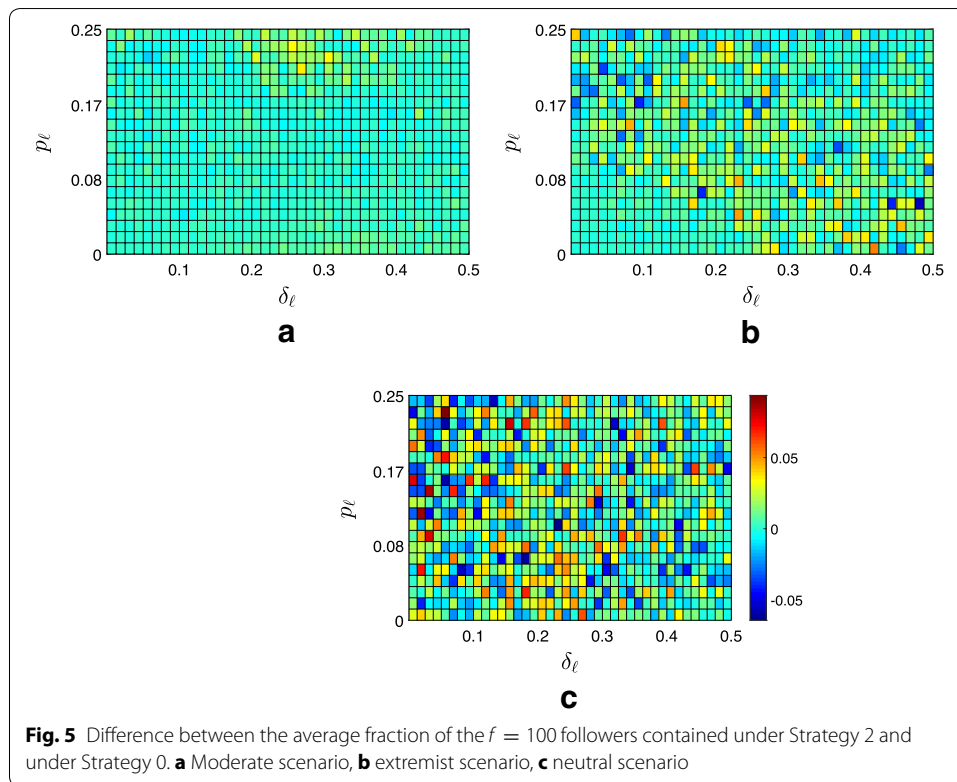 0.25
0.17
0.08
0
pℓ
0.1 0.2 0.3 0.4 0.5
δℓ
a
0.25
0.17
0.08
0
pℓ
0.1 0.2 0.3 0.4 0.5
δℓ
b
0.25
0.17
0.08
0
pℓ
0.1 0.2 0.3 0.4 0.5
δℓ
0.05
0
-0.05
c
Fig. 5 Difference between the average fraction of the f = 100 followers contained under Strategy 2 and
under Strategy 0. a Moderate scenario, b extremist scenario, c neutral scenario